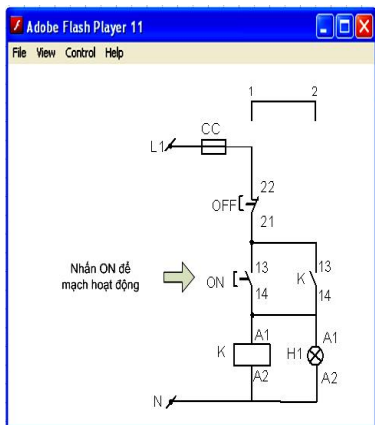 Adobe Flash Player 11
File View Control Help
1 2
CC
L1
22
OFF
21
13 13
Nhấn ON để
mạch hoạt động
ON K
14 14
A1 A1
K H1
A2 A2
N